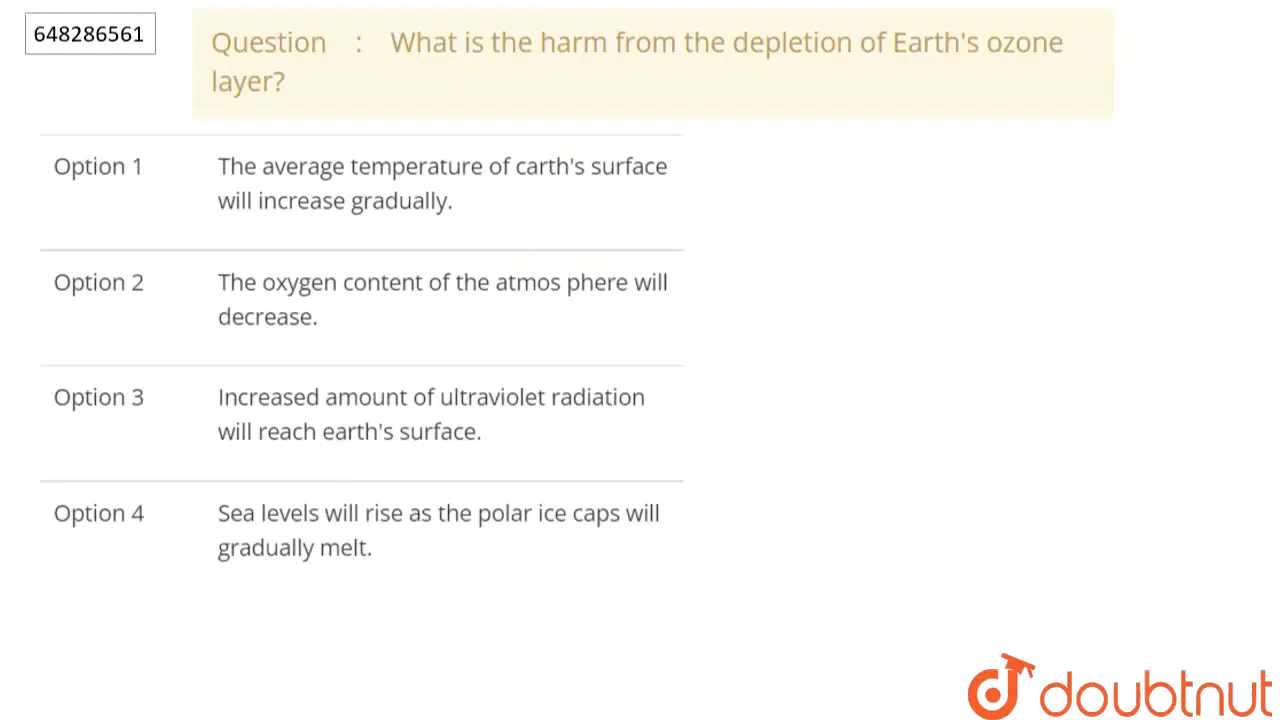 648286561
Question : What is the harm from the depletion of Earth's ozone
layer?
Option 1 The average temperature of carth's surface
will increase gradually.
Option 2 The oxygen content of the atmos phere will
decrease.
Option 3 Increased amount of ultraviolet radiation
will reach earth's surface.
Option 4 Sea levels will rise as the polar ice caps will
gradually melt.
doubtnut